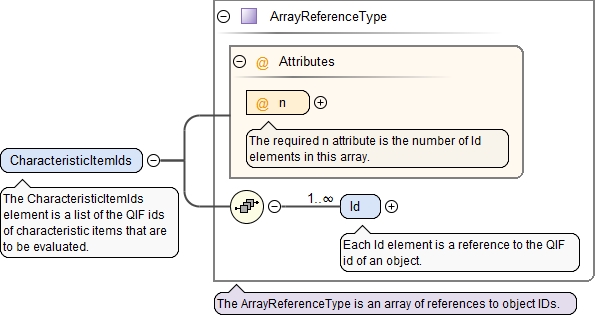 ArrayReferenceType
@ Attributes
@ n
The required n attribute is the number of Id
elements in this array.
CharacteristicItemIds
The CharacteristicItemIds
element is a list of the QIF ids
of characteristic items that are
to be evaluated.
1..∞
Id
Each Id element is a reference to the QIF
id of an object.
The ArrayReferenceType is an array of references to object IDs.